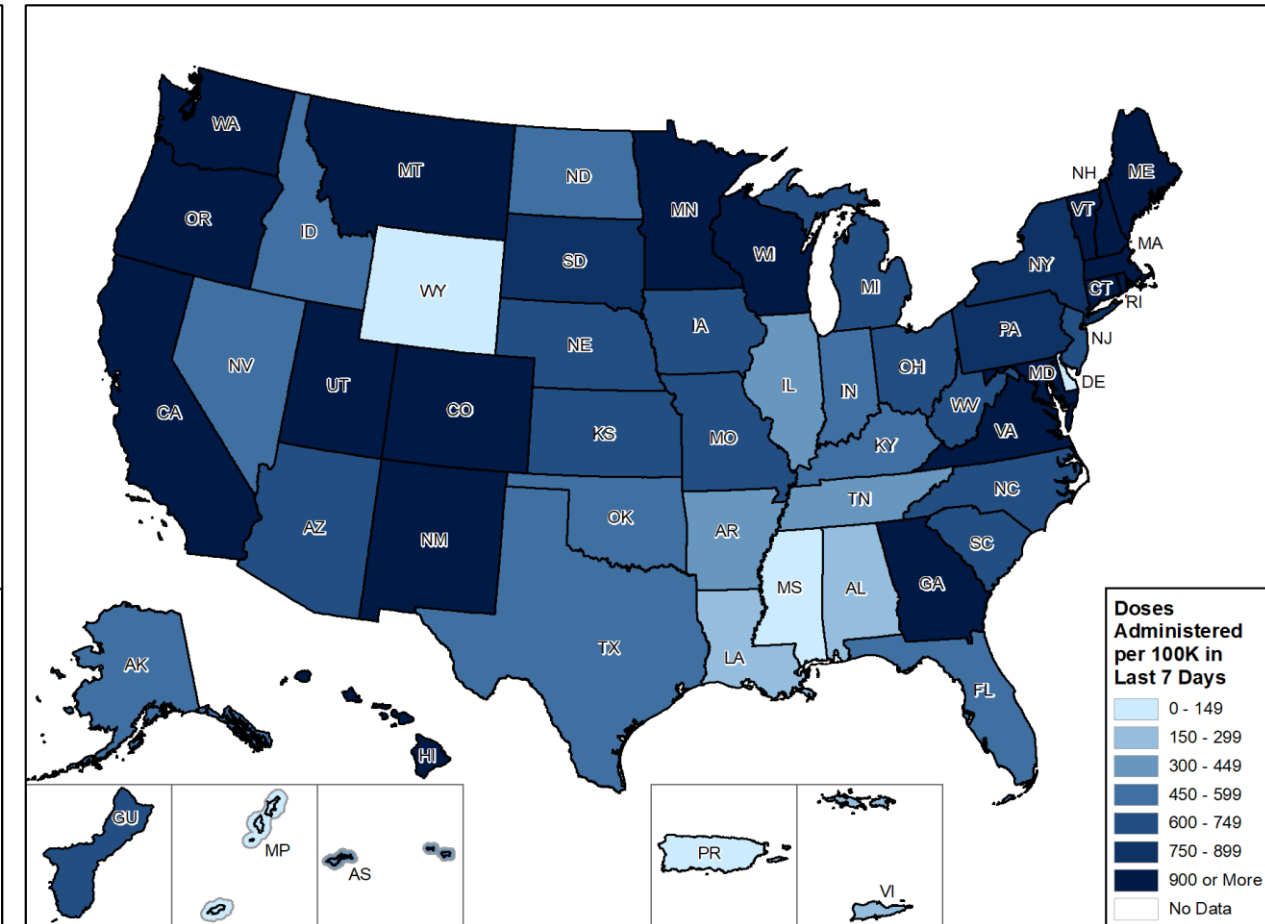 WA
MT
ND
MN
NH
ME
VT
OR
ID
SD
WI
MA
NY
MI
WY
CT
RI
IA
PA
NE
NJ
NV
OH
MD
DE
IL
IN
UT
CA
CO
WV
VA
KS
MO
KY
NC
TN
AZ
OK
NM
AR
SC
MS
AL
GA
TX
LA
AK
FL
HI
GU
MP
AS
PR
VI
Doses
Administered
per 100K in
Last 7 Days
0 - 149
150 - 299
300 - 449
450 - 599
600 - 749
750 - 899
900 or More
No Data